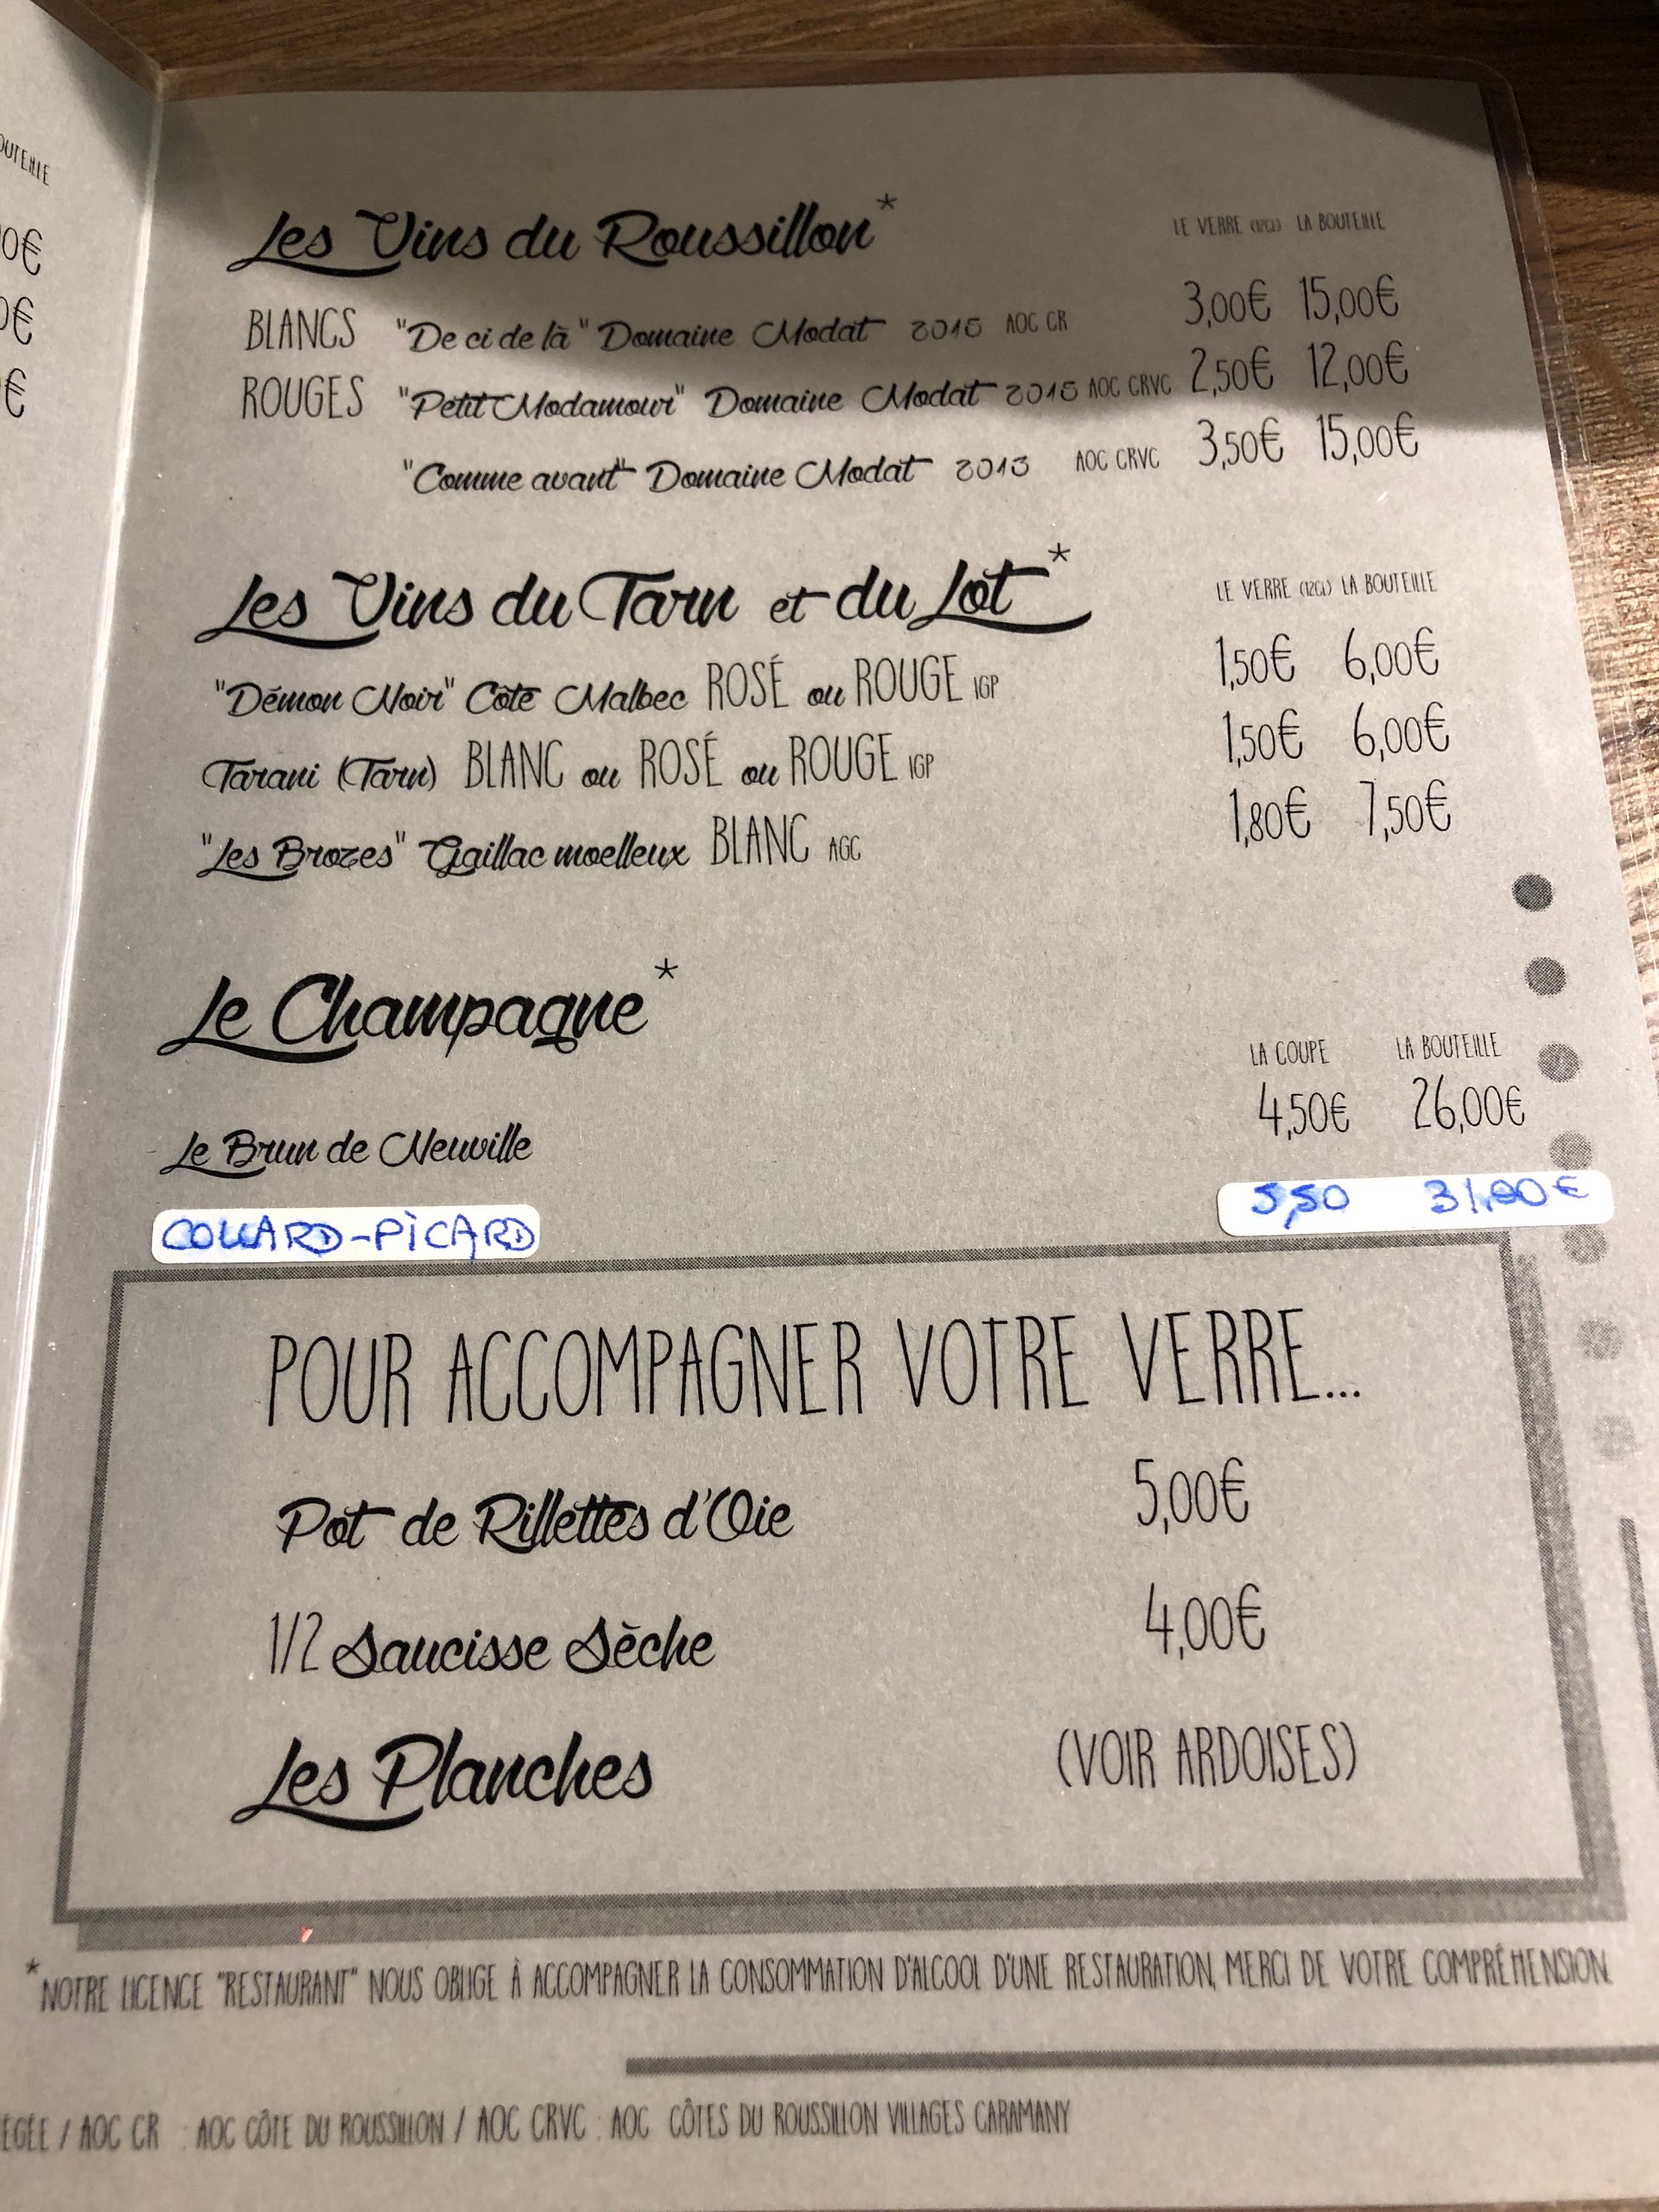 Les Vins du Roussillon*
LE VERRE (12CL) LA BOUTEILLE
BLANCS "De ci de là" Domaine Modat 2015 AOC CR 3,00€ 15,00€
ROUGES "Petit Modamour" Domaine Modat 2015 AOC CRVC 2,50€ 12,00€
"Comme avant" Domaine Modat 2013 AOC CRVC 3,50€ 15,00€
Les Vins du Tarn et du Lot*
LE VERRE (12CL) LA BOUTEILLE
"Démon Noir" Côté Malbec ROSÉ ou ROUGE IGP 1,50€ 6,00€
Tarani (Tarn) BLANC ou ROSÉ ou ROUGE IGP 1,50€ 6,00€
"Les Brozes" Gaillac moelleux BLANC AGC 1,80€ 7,50€
Le Champagne*
LA COUPE LA BOUTEILLE
Le Brun de Neuville 4,50€ 26,00€
COLLARD-PICARD 5,50 31,00€
POUR ACCOMPAGNER VOTRE VERRE...
Pot de Rillettes d'Oie 5,00€
1/2 Saucisse Sèche 4,00€
Les Planches (VOIR ARDOISES)
*NOTRE LICENCE "RESTAURANT" NOUS OBLIGE À ACCOMPAGNER LA CONSOMMATION D'ALCOOL D'UNE RESTAURATION, MERCI DE VOTRE COMPRÉHENSION.
ÉGÉE / AOC CR : AOC CÔTE DU ROUSSILLON / AOC CRVC : AOC CÔTES DU ROUSSILLON VILLAGES CARAMANY